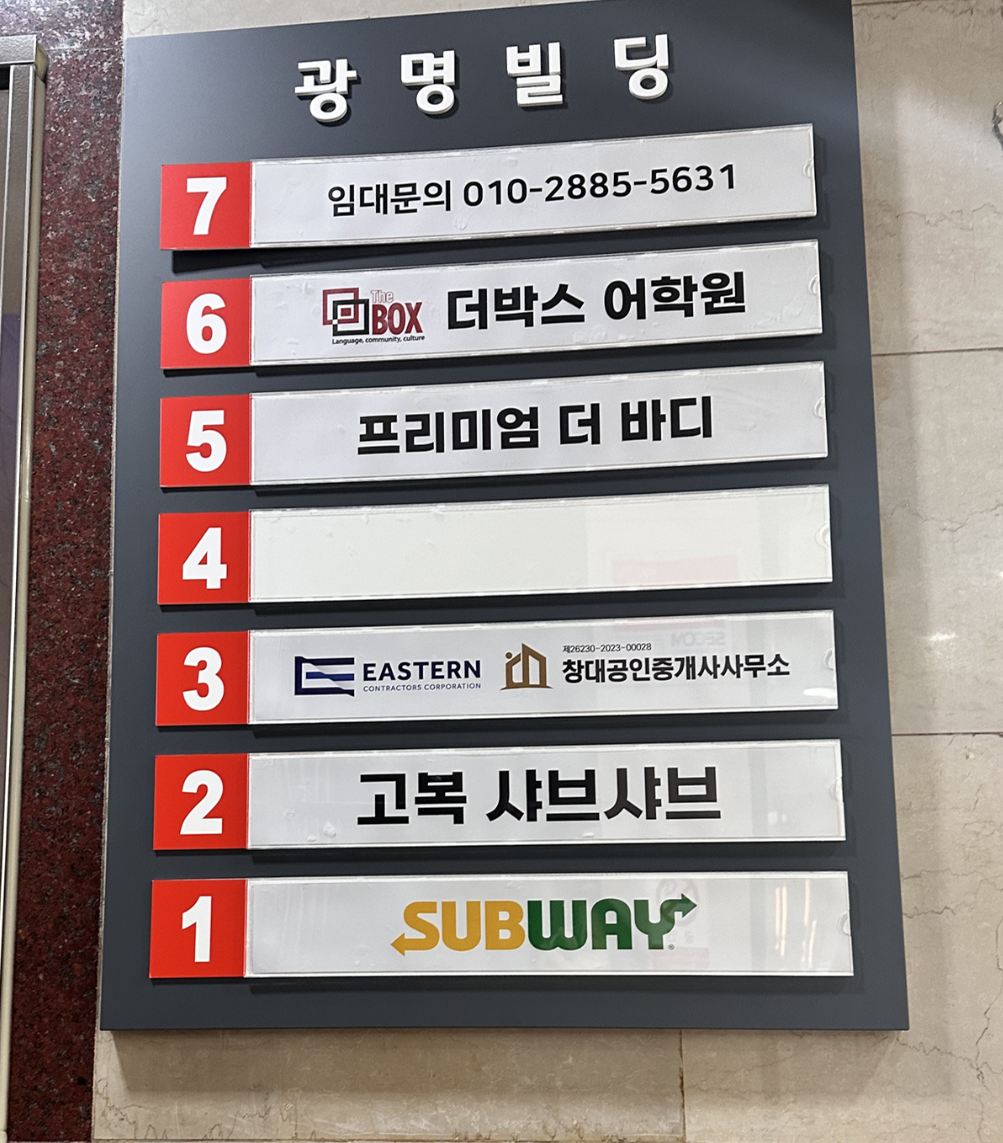 광명빌딩
7 임대문의 010-2885-5631
6 The BOX Language, community, culture 더박스 어학원
5 프리미엄 더 바디
4
3 EASTERN CONTRACTORS CORPORATION 제26230-2023-00028 창대공인중개사사무소
2 고복 샤브샤브
1 SUBWAY